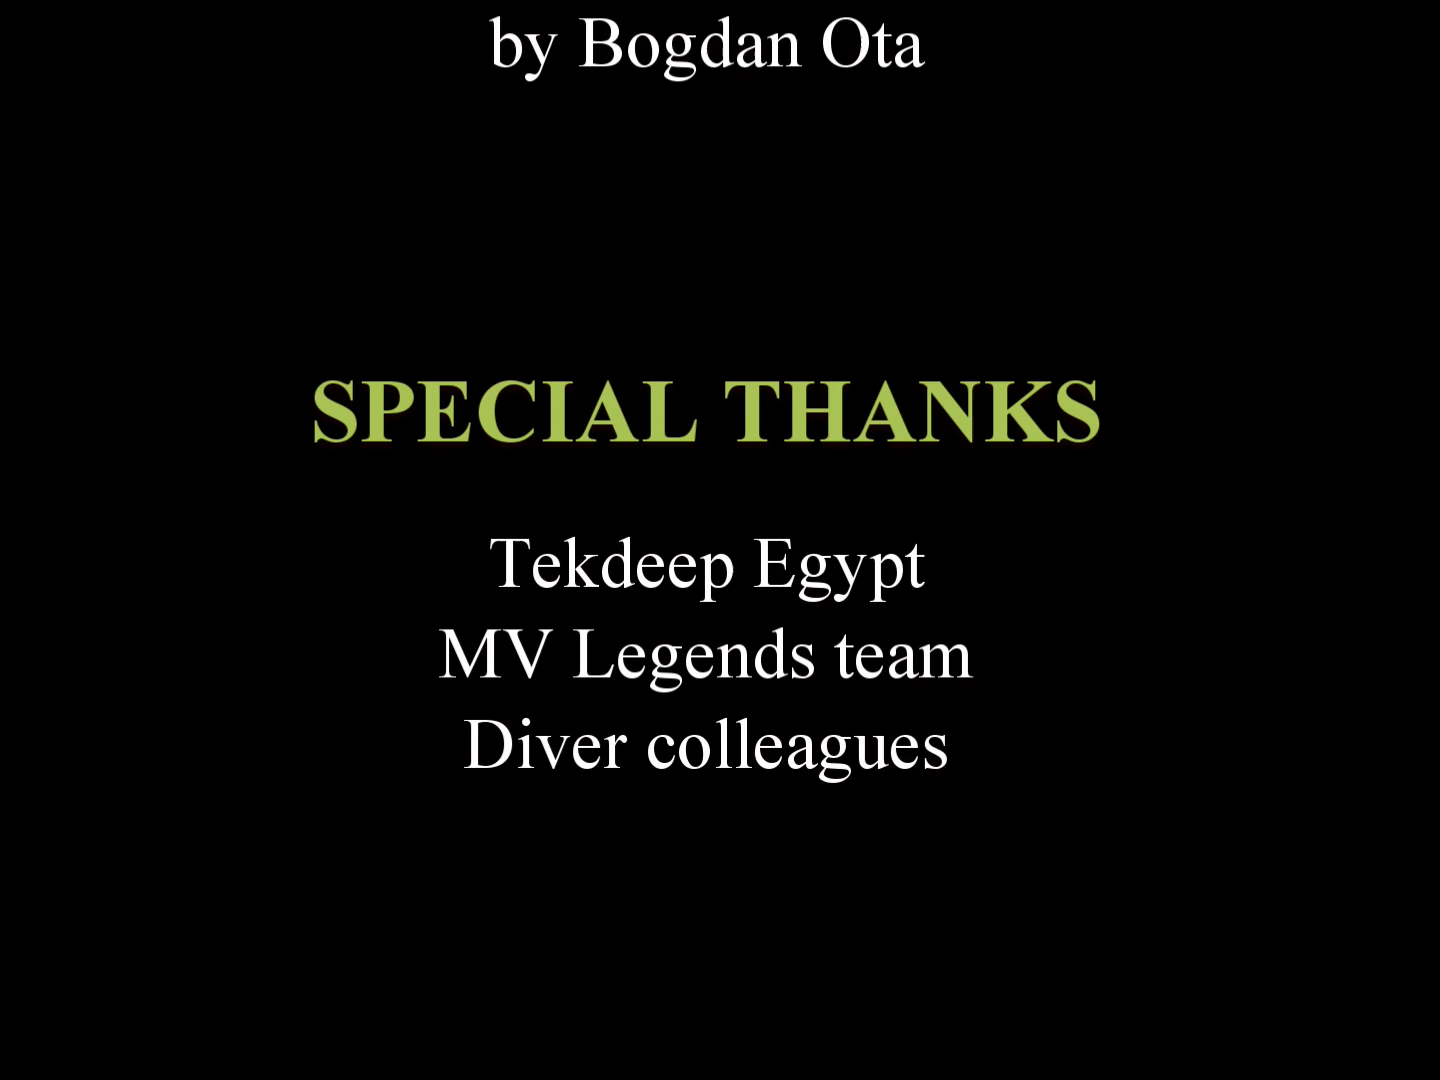 by Bogdan Ota
SPECIAL THANKS
Tekdeep Egypt
MV Legends team
Diver colleagues